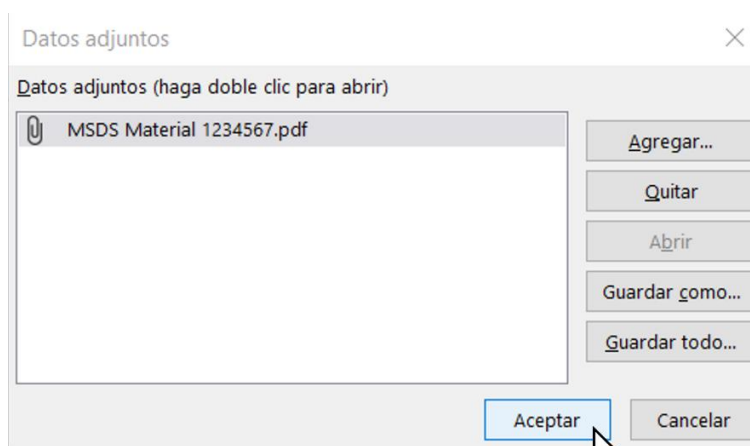 Datos adjuntos
Datos adjuntos (haga doble clic para abrir)
MSDS Material 1234567.pdf
Agregar...
Quitar
Abrir
Guardar como...
Guardar todo...
Aceptar
Cancelar